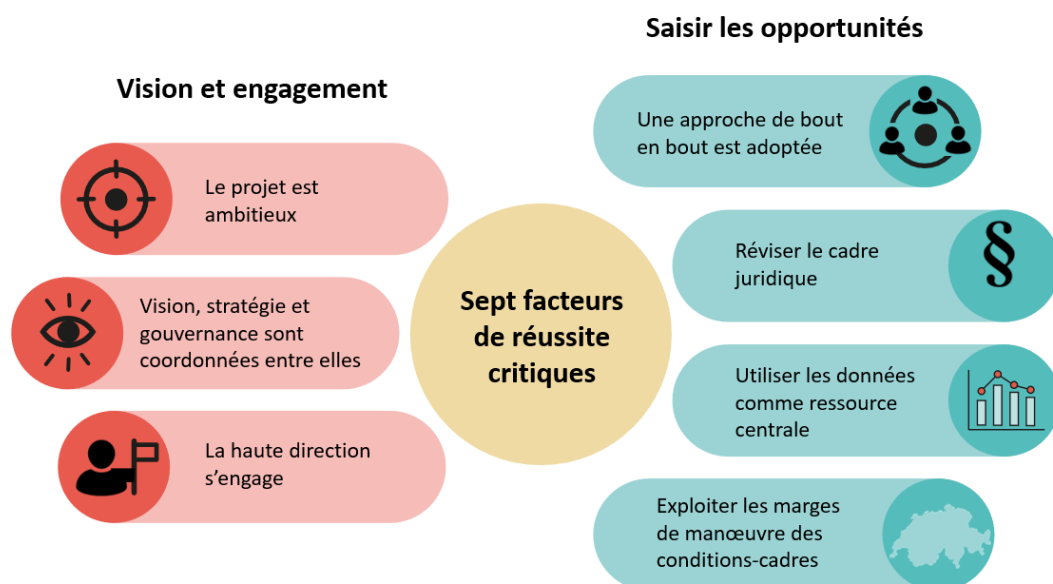 Saisir les opportunités
Vision et engagement
Une approche de bout
en bout est adoptée
Le projet est
ambitieux
Réviser le cadre
juridique
§
Vision, stratégie et
gouvernance sont
coordonnées entre elles
Sept facteurs
de réussite
critiques
Utiliser les données
comme ressource
centrale
La haute direction
s’engage
Exploiter les marges
de manœuvre des
conditions-cadres